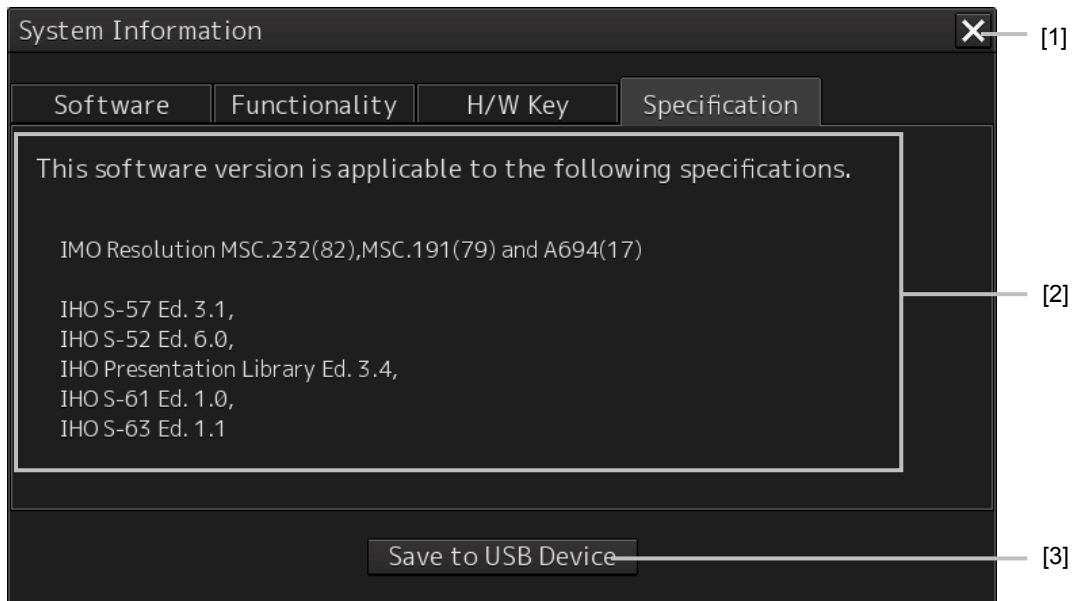 System Information
[1]
Software Functionality H/W Key Specification
This software version is applicable to the following specifications.
IMO Resolution MSC.232(82),MSC.191(79) and A694(17)
IHO S-57 Ed. 3.1,
[2]
IHO S-52 Ed. 6.0,
IHO Presentation Library Ed. 3.4,
IHO S-61 Ed. 1.0,
IHO S-63 Ed. 1.1
Save to USB Device
[3]